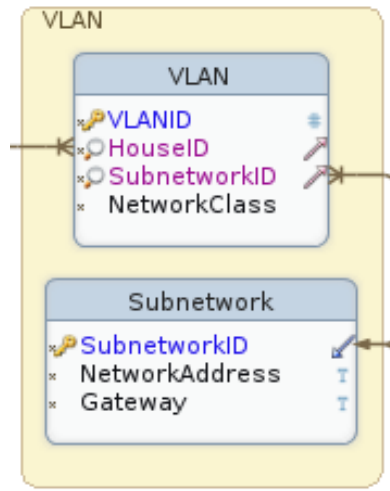 VLAN
VLAN
VLANID #
HouseID
SubnetworkID
NetworkClass
Subnetwork
SubnetworkID
NetworkAddress T
Gateway T